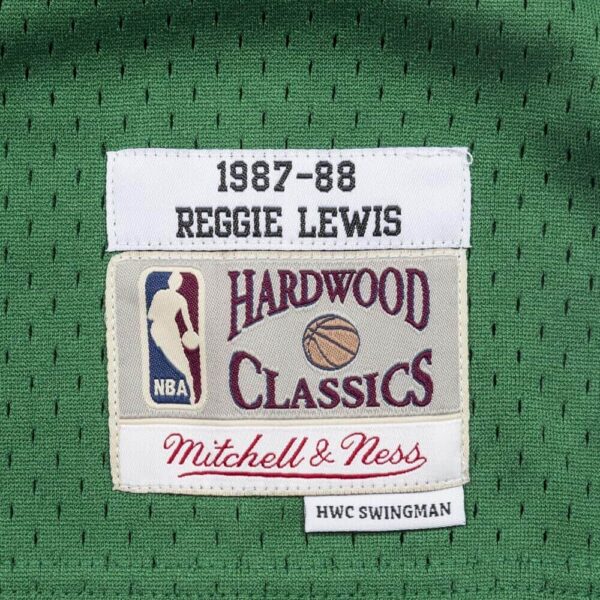 1987-88
REGGIE LEWIS
HARDWOOD
CLASSICS
NBA
Mitchell & Ness
HWC SWINGMAN